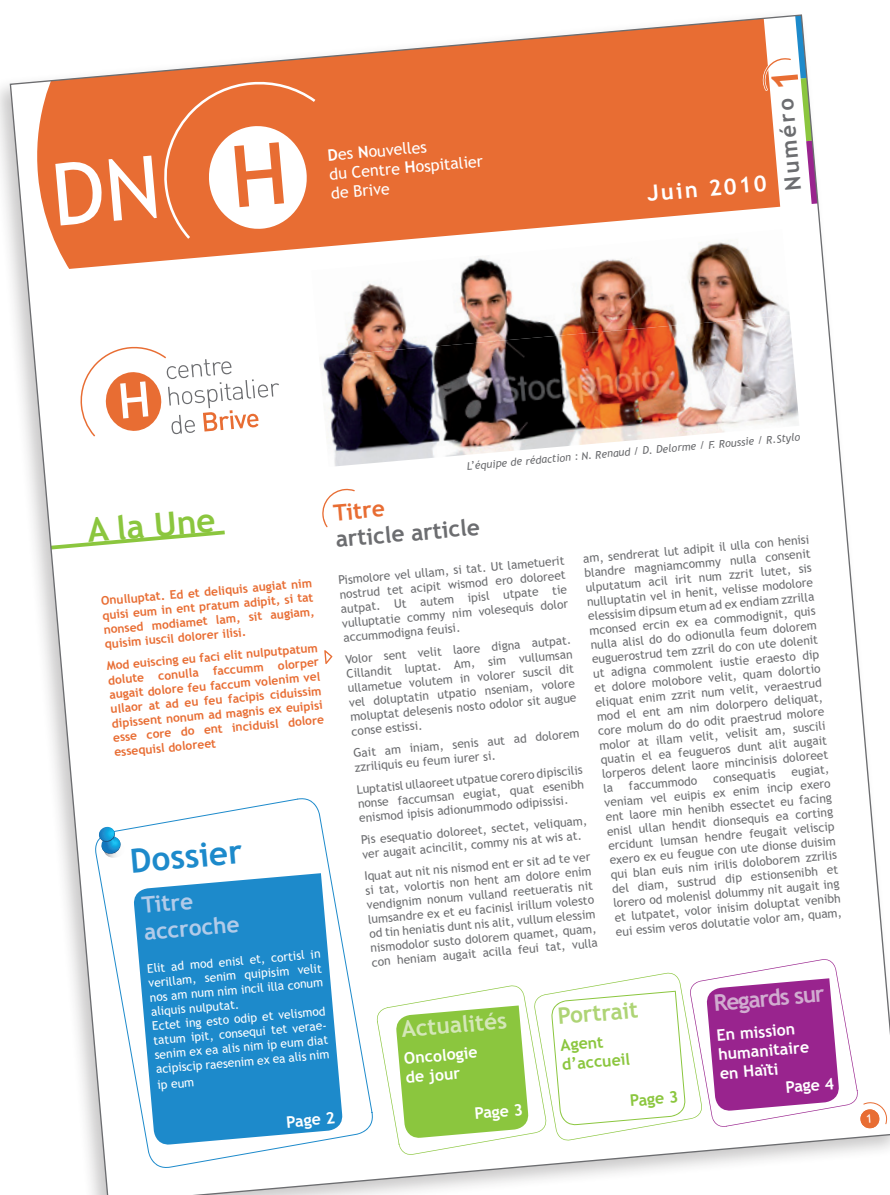 DN H
Des Nouvelles
du Centre Hospitalier
de Brive
Juin 2010
Numéro 1
iStockphoto
H centre
hospitalier
de Brive
L'équipe de rédaction : N. Renaud / D. Delorme / F. Roussie / R.Stylo
A la Une
Onulluptat. Ed et deliquis augiat nim
quisi eum in ent pratum adipit, si tat
nonsed modiamet lam, sit augiam,
quisim iuscil dolorer ilisi.
Mod euiscing eu faci elit nulputpatum
dolute conulla faccumm olorper
augait dolore feu faccum volenim vel
ullaor at ad eu feu facipis ciduissim
dipissent nonum ad magnis ex euipisi
esse core do ent inciduisl dolore
essequisl doloreet
Titre
article article
Pismolore vel ullam, si tat. Ut lametuerit
nostrud tet acipit wismod ero doloreet
autpat. Ut autem ipisl utpate tie
vulluptatie commy nim volesequis dolor
accummodigna feuisi.
Volor sent velit laore digna autpat.
Cillandit luptat. Am, sim vullumsan
ullametue volutem in volorer suscil dit
vel doluptatin utpatio nseniam, volore
moluptat delesenis nosto odolor sit augue
conse estissi.
Gait am iniam, senis aut ad dolorem
zzriliquis eu feum iurer si.
Luptatisl ullaoreet utpatue corero dipiscilis
nonse faccumsan eugiat, quat esenibh
enismod ipisis adionummodo odipissisi.
Pis esequatio doloreet, sectet, veliquam,
ver augait acincilit, commy nis at wis at.
Iquat aut nit nis nismod ent er sit ad te ver
si tat, volortis non hent am dolore enim
vendignim nonum vulland reetueratis nit
lumsandre ex et eu facinisl irillum volesto
od tin heniatis dunt nis alit, vullum elessim
nismodolor susto dolorem quamet, quam,
con heniam augait acilla feui tat, vulla
am, sendrerat lut adipit il ulla con henisi
blandre magniamcommy nulla consenit
ulputatum acil irit num zzrit lutet, sis
nulluptatin vel in henit, velisse modolore
elessisim dipsum etum ad ex endiam zzrilla
mconsed ercin ex ea commodignit, quis
nulla alisl do do odionulla feum dolorem
euguerostrud tem zzril do con ute dolenit
ut adigna commolent iustie eraesto dip
et dolore molobore velit, quam dolortio
eliquat enim zzrit num velit, veraestrud
mod el ent am nim dolorpero deliquat,
core molum do do odit praestrud molore
molor at illam velit, velisit am, suscili
quatin el ea feugueros dunt alit augait
lorperos delent laore mincinisis doloreet
la faccummodo consequatis eugiat,
veniam vel euipis ex enim incip exero
ent laore min henibh essectet eu facing
enisl ullan hendit dionsequis ea corting
ercidunt lumsan hendre feugait veliscip
exero ex eu feugue con ute dionse duisim
qui blan euis nim irilis doloborem zzrilis
del diam, sustrud dip estionsenibh et
lorero od molenisl dolummy nit augait ing
et lutpatet, volor inisim doluptat venibh
eui essim veros dolutatie volor am, quam,
Dossier
Titre
accroche
Elit ad mod enisl et, cortisl in
verillam, senim quipisim velit
nos am num nim incil illa conum
aliquis nulputat.
Ectet ing esto odip et velismod
tatum ipit, consequi tet verae-
senim ex ea alis nim ip eum diat
acipiscip raesenim ex ea alis nim
ip eum
Page 2
Actualités
Oncologie
de jour
Page 3
Portrait
Agent
d'accueil
Page 3
Regards sur
En mission
humanitaire
en Haïti
Page 4
1